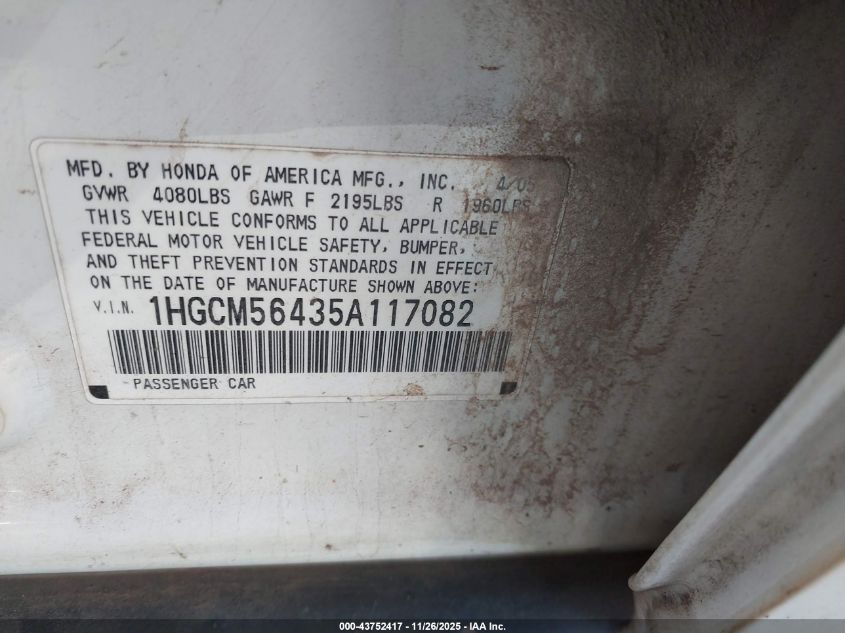 MFD. BY HONDA OF AMERICA MFG., INC. 4/05
GVWR 4080LBS GAWR F 2195LBS R 1960LBS
THIS VEHICLE CONFORMS TO ALL APPLICABLE
FEDERAL MOTOR VEHICLE SAFETY, BUMPER,
AND THEFT PREVENTION STANDARDS IN EFFECT
ON THE DATE OF MANUFACTURE SHOWN ABOVE:
V.I.N. 1HGCM56435A117082
PASSENGER CAR
000-43752417 - 11/26/2025 - IAA Inc.